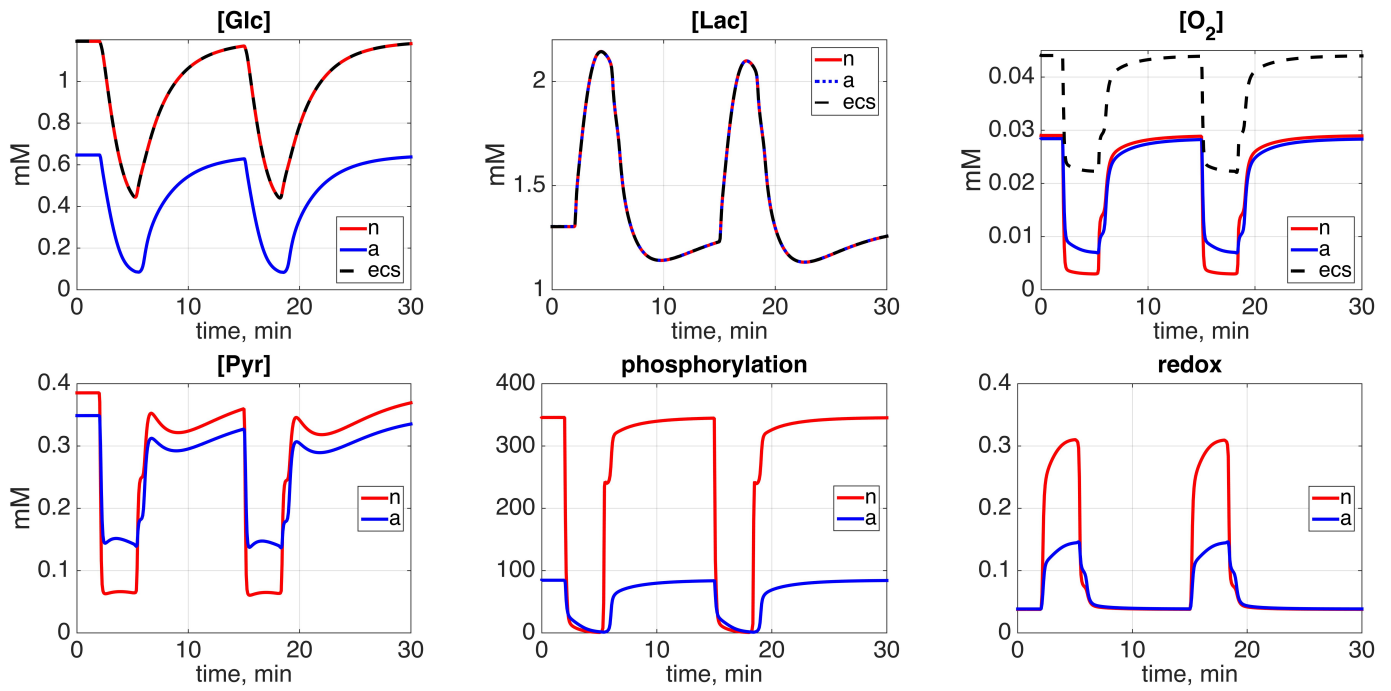 [Glc]
1
0.8
0.6
0.4
0.2
0
mM
n
a
ecs
0 10 20 30
time, min
[Lac]
2
1.5
1
mM
n
a
ecs
0 10 20 30
time, min
[O2]
0.04
0.03
0.02
0.01
0
mM
n
a
ecs
0 10 20 30
time, min
[Pyr]
0.4
0.3
0.2
0.1
0
mM
n
a
0 10 20 30
time, min
phosphorylation
400
300
200
100
0
n
a
0 10 20 30
time, min
redox
0.4
0.3
0.2
0.1
0
n
a
0 10 20 30
time, min